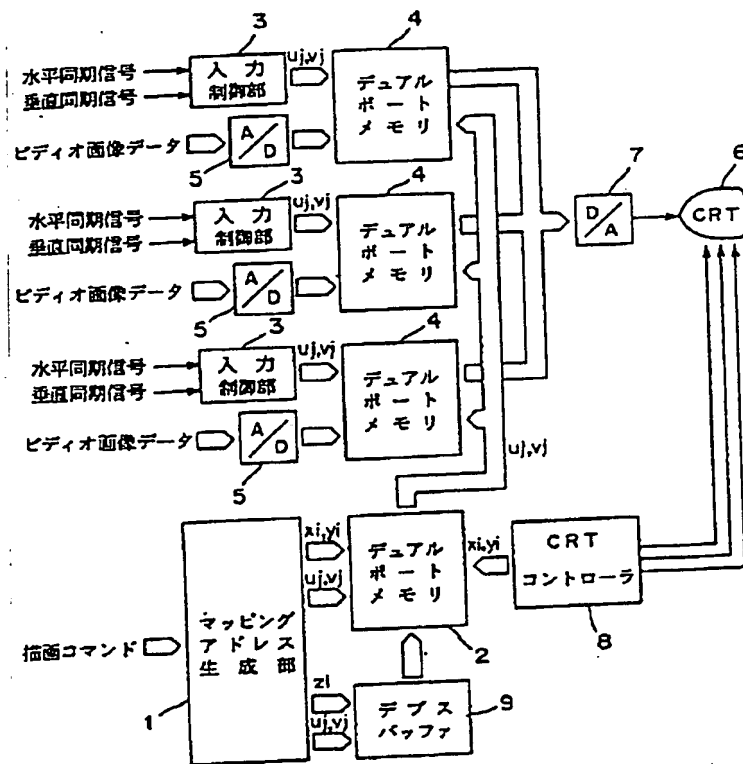 3
4
水平同期信号
垂直同期信号
入力
制御部
uj,vj
デュアル
ポート
メモリ
ビディオ画像データ
A/D
5
3
4
水平同期信号
垂直同期信号
入力
制御部
uj,vj
デュアル
ポート
メモリ
ビディオ画像データ
A/D
5
7
D/A
6
CRT
3
4
水平同期信号
垂直同期信号
入力
制御部
uj,vj
デュアル
ポート
メモリ
ビディオ画像データ
A/D
5
uj,vj
描画コマンド
マッピング
アドレス
生成部
1
xi,yi
uj,vj
デュアル
ポート
メモリ
2
xi,yi
CRT
コントローラ
8
zi
uj,vj
デプス
バッファ
9